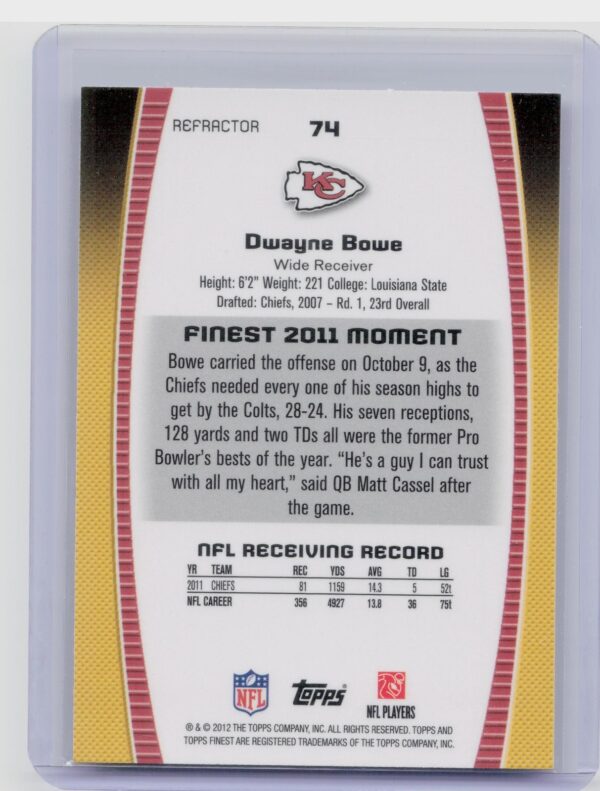 REFRACTOR 74
KC
Dwayne Bowe
Wide Receiver
Height: 6'2" Weight: 221 College: Louisiana State
Drafted: Chiefs, 2007 – Rd. 1, 23rd Overall
FINEST 2011 MOMENT
Bowe carried the offense on October 9, as the
Chiefs needed every one of his season highs to
get by the Colts, 28-24. His seven receptions,
128 yards and two TDs all were the former Pro
Bowler's bests of the year. “He's a guy I can trust
with all my heart,” said QB Matt Cassel after
the game.
NFL RECEIVING RECORD
YR TEAM REC YDS AVG TD LG
2011 CHIEFS 81 1159 14.3 5 52t
NFL CAREER 356 4927 13.8 36 75t
NFL Topps NFL PLAYERS
® & © 2012 THE TOPPS COMPANY, INC. ALL RIGHTS RESERVED. TOPPS AND
TOPPS FINEST ARE REGISTERED TRADEMARKS OF THE TOPPS COMPANY, INC.